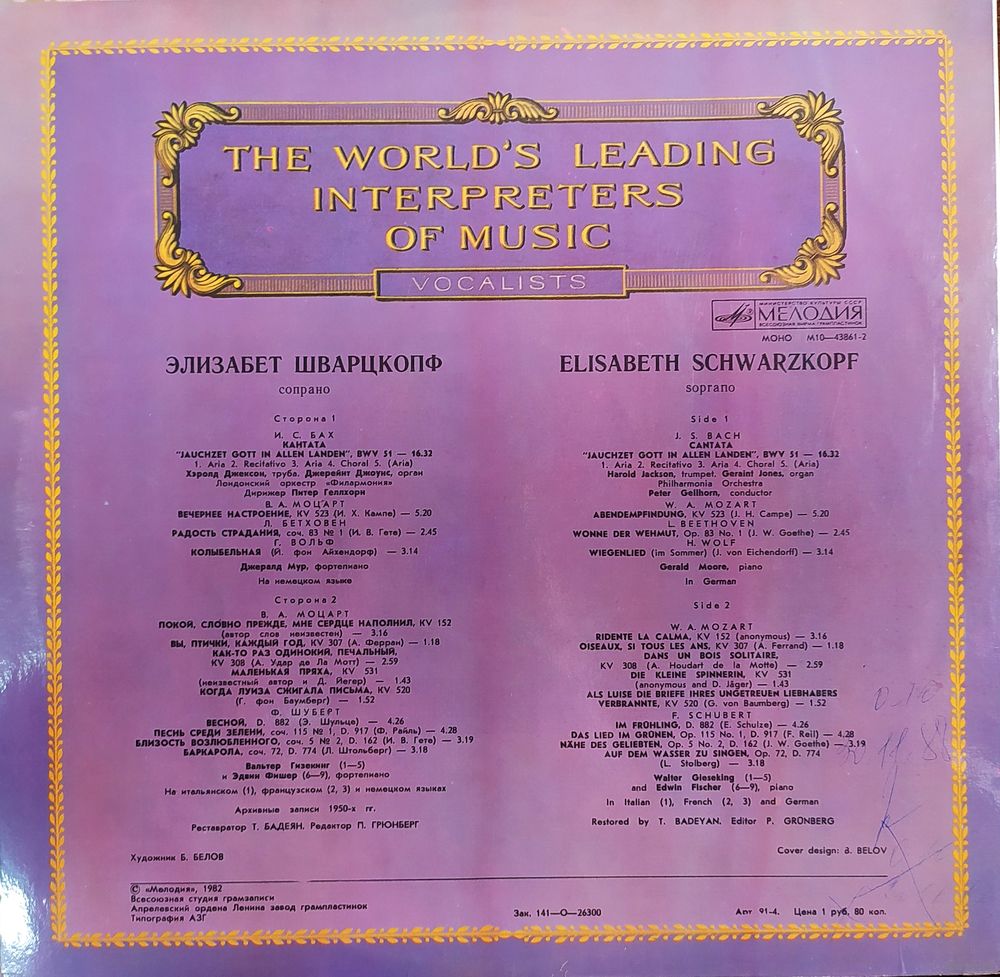 THE WORLD'S LEADING
INTERPRETERS
OF MUSIC
VOCALISTS
МИНИСТЕРСТВО КУЛЬТУРЫ СССР
МЕЛОДИЯ
ВСЕСОЮЗНАЯ ФИРМА ГРАМПЛАСТИНОК
МОНО М10—43861-2
ЭЛИЗАБЕТ ШВАРЦКОПФ
сопрано
Сторона 1
И. С. БАХ
КАНТАТА
"JAUCHZET GOTT IN ALLEN LANDEN", BWV 51 — 16.32
1. Aria 2. Recitativo 3. Aria 4. Choral 5. (Aria)
Хэролд Джексон, труба, Джерейнт Джоунс, орган
Лондонский оркестр «Филармония»
Дирижер Питер Геллхорн
В. А. МОЦАРТ
ВЕЧЕРНЕЕ НАСТРОЕНИЕ, KV 523 (И. Х. Кампе) — 5.20
Л. БЕТХОВЕН
РАДОСТЬ СТРАДАНИЯ, соч. 83 № 1 (И. В. Гете) — 2.45
Г. ВОЛЬФ
КОЛЫБЕЛЬНАЯ (Й. фон Айхендорф) — 3.14
Джералд Мур, фортепиано
На немецком языке
Сторона 2
В. А. МОЦАРТ
ПОКОЙ, СЛОВНО ПРЕЖДЕ, МНЕ СЕРДЦЕ НАПОЛНИЛ, KV 152
(автор слов неизвестен) — 3.16
ВЫ, ПТИЧКИ, КАЖДЫЙ ГОД, KV 307 (А. Ферран) — 1.18
КАК-ТО РАЗ ОДИНОКИЙ, ПЕЧАЛЬНЫЙ,
KV 308 (А. Удар де Ла Мотт) — 2.59
МАЛЕНЬКАЯ ПРЯХА, KV 531
(неизвестный автор и Д. Йегер) — 1.43
КОГДА ЛУИЗА СЖИГАЛА ПИСЬМА, KV 520
(Г. фон Баумберг) — 1.52
Ф. ШУБЕРТ
ВЕСНОЙ, D. 882 (Э. Шульце) — 4.26
ПЕСНЬ СРЕДИ ЗЕЛЕНИ, соч. 115 № 1, D. 917 (Ф. Райль) — 4.28
БЛИЗОСТЬ ВОЗЛЮБЛЕННОГО, соч. 5 № 2, D. 162 (И. В. Гете) — 3.19
БАРКАРОЛА, соч. 72, D. 774 (Л. Штольберг) — 3.18
Вальтер Гизекинг (1—5)
и Эдвин Фишер (6—9), фортепиано
На итальянском (1), французском (2, 3) и немецком языках
Архивные записи 1950-х гг.
Реставратор Т. БАДЕЯН. Редактор П. ГРЮНБЕРГ
Художник Б. БЕЛОВ
ELISABETH SCHWARZKOPF
soprano
Side 1
J. S. BACH
CANTATA
"JAUCHZET GOTT IN ALLEN LANDEN", BWV 51 — 16.32
1. Aria 2. Recitativo 3. Aria 4. Choral 5. (Aria)
Harold Jackson, trumpet, Geraint Jones, organ
Philharmonia Orchestra
Peter Gellhorn, conductor
W. A. MOZART
ABENDEMPFINDUNG, KV 523 (J. H. Campe) — 5.20
L. BEETHOVEN
WONNE DER WEHMUT, Op. 83 No. 1 (J. W. Goethe) — 2.45
H. WOLF
WIEGENLIED (im Sommer) (J. von Eichendorff) — 3.14
Gerald Moore, piano
In German
Side 2
W. A. MOZART
RIDENTE LA CALMA, KV 152 (anonymous) — 3.16
OISEAUX, SI TOUS LES ANS, KV 307 (A. Ferrand) — 1.18
DANS UN BOIS SOLITAIRE,
KV 308 (A. Houdart de la Motte) — 2.59
DIE KLEINE SPINNERIN, KV 531
(anonymous and D. Jäger) — 1.43
ALS LUISE DIE BRIEFE IHRES UNGETREUEN LIEBHABERS
VERBRANNTE, KV 520 (G. von Baumberg) — 1.52
F. SCHUBERT
IM FRÜHLING, D. 882 (E. Schulze) — 4.26
DAS LIED IM GRÜNEN, Op. 115 No. 1, D. 917 (F. Reil) — 4.28
NÄHE DES GELIEBTEN, Op. 5 No. 2, D. 162 (J. W. Goethe) — 3.19
AUF DEM WASSER ZU SINGEN, Op. 72, D. 774
(L. Stolberg) — 3.18
Walter Gieseking (1—5)
and Edwin Fischer (6—9), piano
In Italian (1), French (2, 3) and German
Restored by T. BADEYAN. Editor P. GRÜNBERG
Cover design: B. BELOV
© «Мелодия», 1982
Всесоюзная студия грамзаписи
Апрелевский ордена Ленина завод грампластинок
Типография АЗГ
Зак. 141—О—26300
Арт. 91-4. Цена 1 руб. 80 коп.